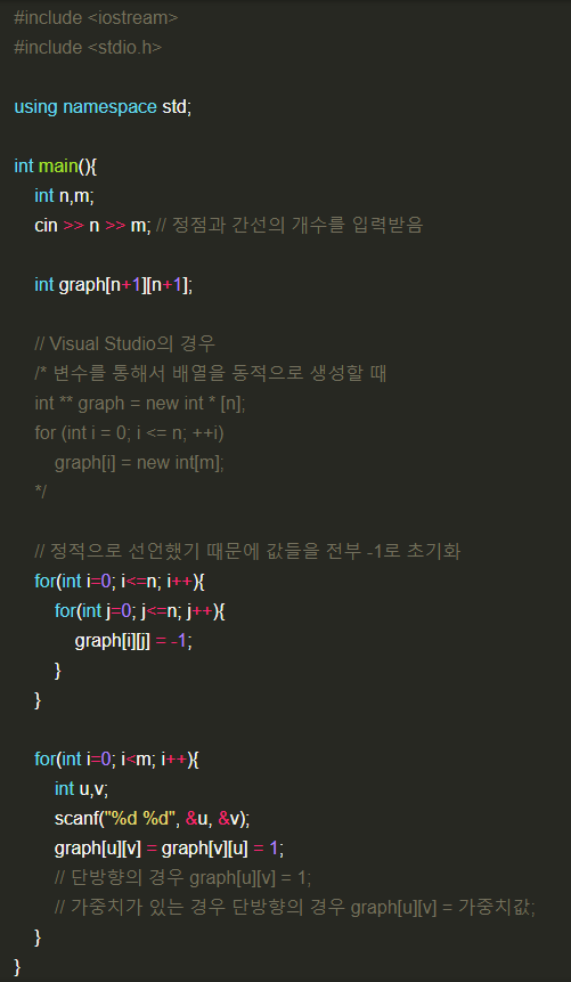 #include <iostream>
#include <stdio.h>
using namespace std;
int main(){
int n,m;
cin >> n >> m; // 정점과 간선의 개수를 입력받음
int graph[n+1][n+1];
// Visual Studio의 경우
/* 변수를 통해서 배열을 동적으로 생성할 때
int ** graph = new int * [n];
for (int i = 0; i <= n; ++i)
graph[i] = new int[m];
*/
// 정적으로 선언했기 때문에 값들을 전부 -1로 초기화
for(int i=0; i<=n; i++){
for(int j=0; j<=n; j++){
graph[i][j] = -1;
}
}
for(int i=0; i<m; i++){
int u,v;
scanf("%d %d", &u, &v);
graph[u][v] = graph[v][u] = 1;
// 단방향의 경우 graph[u][v] = 1;
// 가중치가 있는 경우 단방향의 경우 graph[u][v] = 가중치값;
}
}